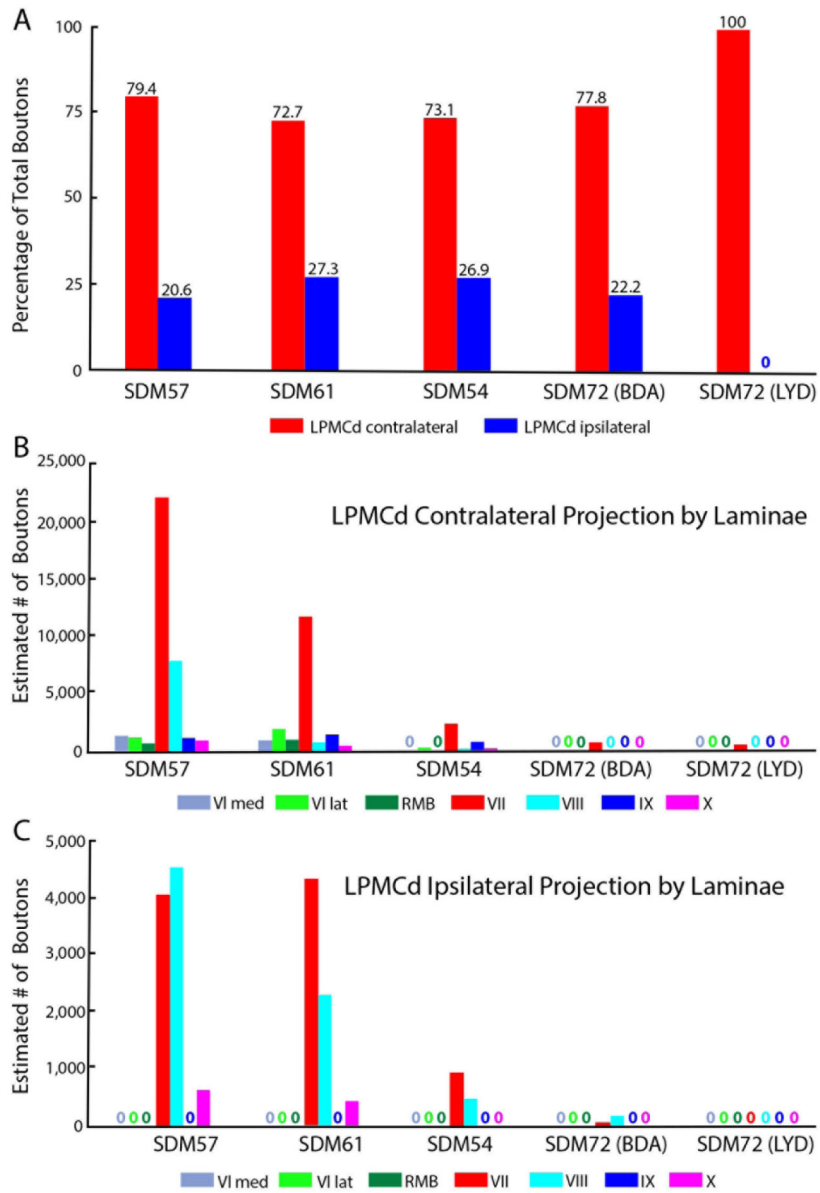 A
Percentage of Total Boutons
100
75
50
25
0
79.4
20.6
72.7
27.3
73.1
26.9
77.8
22.2
100
0
SDM57 SDM61 SDM54 SDM72 (BDA) SDM72 (LYD)
LPMCd contralateral LPMCd ipsilateral
B
LPMCd Contralateral Projection by Laminae
Estimated # of Boutons
25,000
20,000
15,000
10,000
5,000
0
0 0 0 0 0 0 0 0 0 0 0 0 0 0
SDM57 SDM61 SDM54 SDM72 (BDA) SDM72 (LYD)
VI med VI lat RMB VII VIII IX X
C
LPMCd Ipsilateral Projection by Laminae
Estimated # of Boutons
5,000
4,000
3,000
2,000
1,000
0
0 0 0 0 0 0 0 0 0 0 0 0 0 0 0 0 0 0 0 0 0 0 0 0 0
SDM57 SDM61 SDM54 SDM72 (BDA) SDM72 (LYD)
VI med VI lat RMB VII VIII IX X